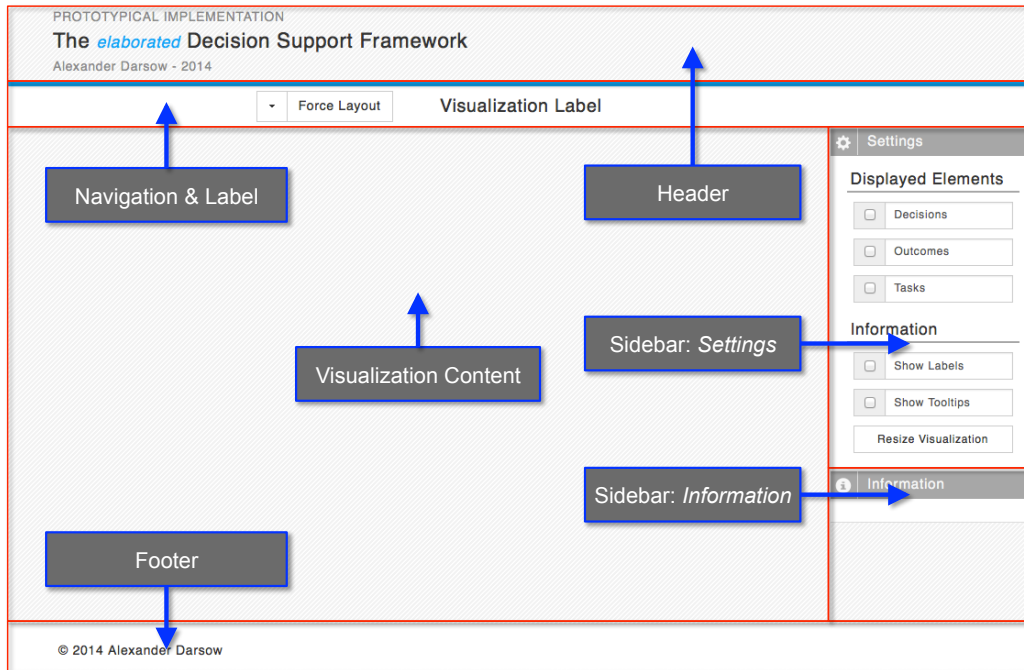 PROTOTYPICAL IMPLEMENTATION
The elaborated Decision Support Framework
Alexander Darsow - 2014
Force Layout
Visualization Label
Settings
Navigation & Label
Header
Displayed Elements
Decisions
Outcomes
Tasks
Information
Sidebar: Settings
Visualization Content
Show Labels
Show Tooltips
Resize Visualization
Information
Sidebar: Information
Footer
© 2014 Alexander Darsow